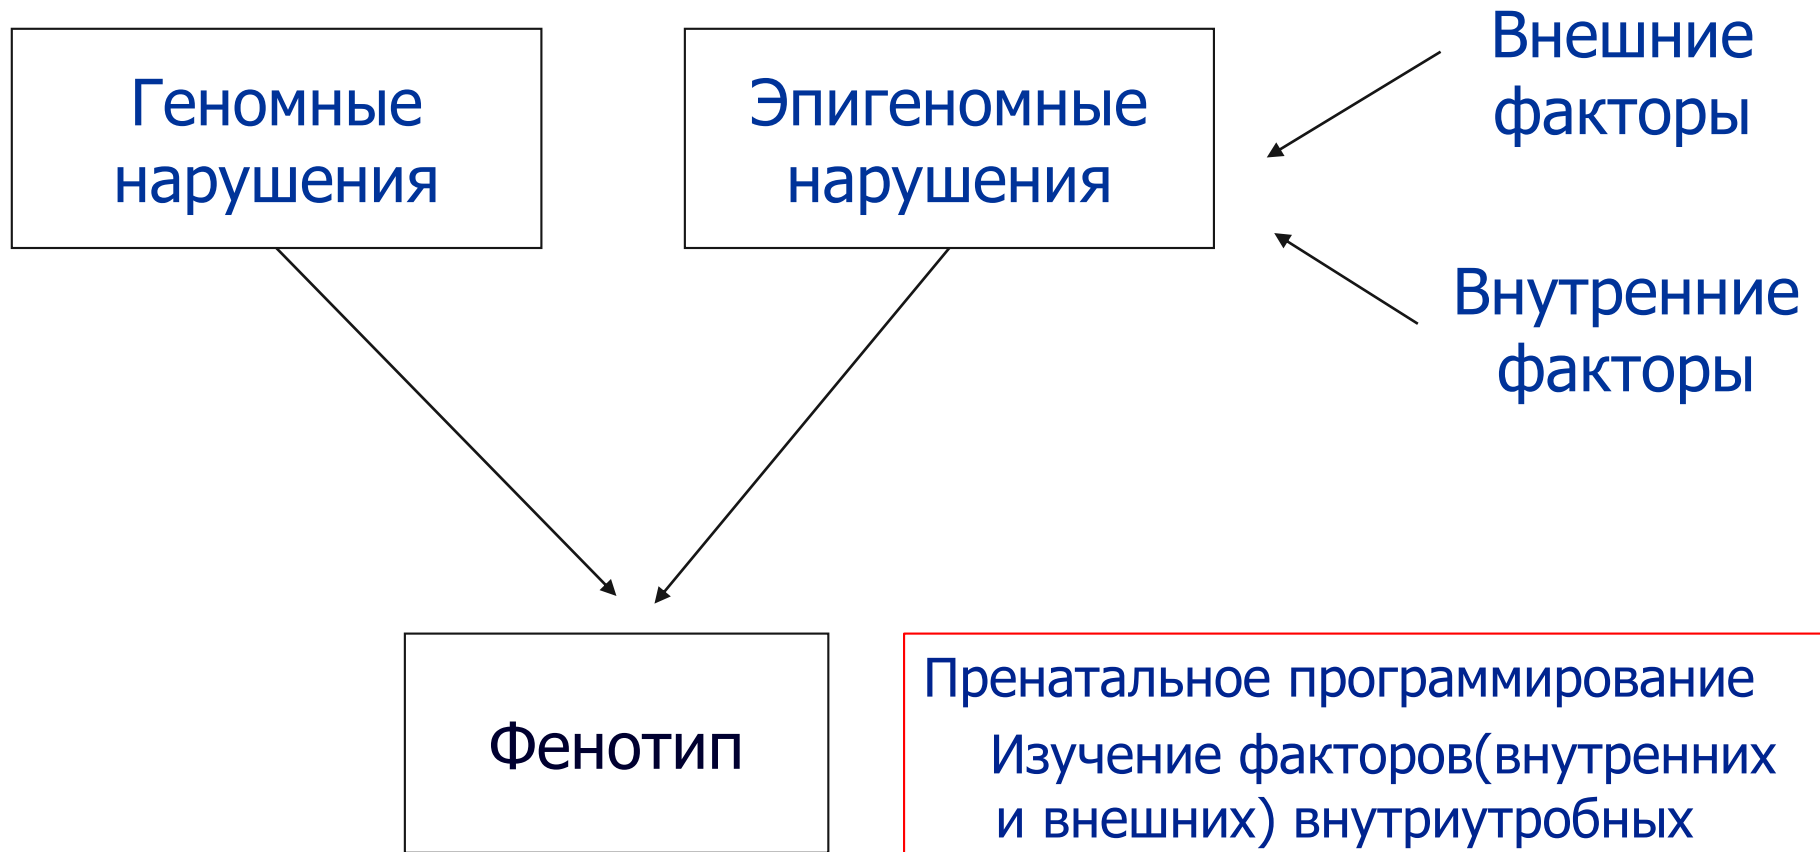 Геномные
нарушения
Эпигеномные
нарушения
Внешние
факторы
Внутренние
факторы
Фенотип
Пренатальное программирование
Изучение факторов(внутренних
и внешних) внутриутробных